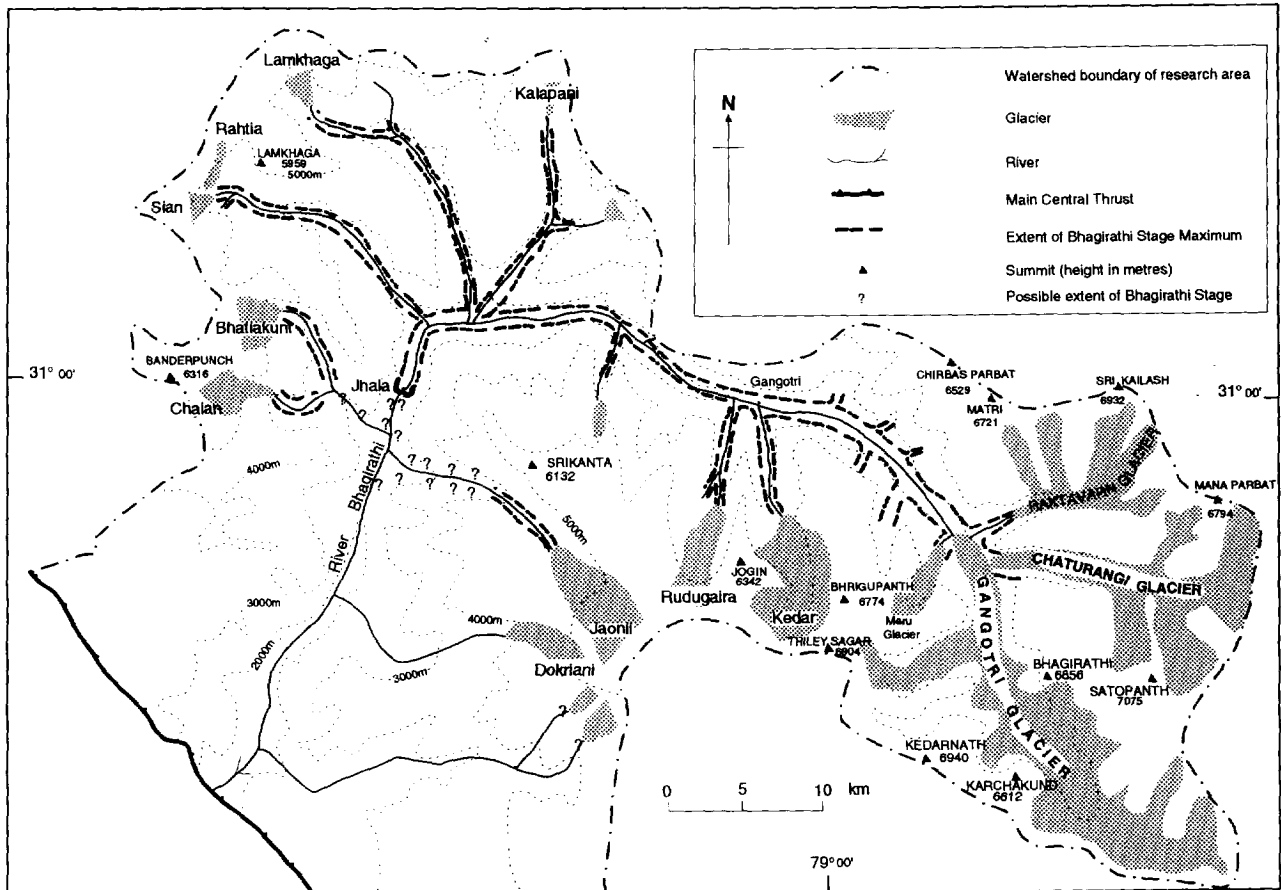 Lamkhaga
Kalapani
Rahtia
LAMKHAGA
5959
5000m
Sian
N
Watershed boundary of research area
Glacier
River
Main Central Thrust
Extent of Bhagirathi Stage Maximum
Summit (height in metres)
? Possible extent of Bhagirathi Stage
Bhatiakunt
BANDERPUNCH
6316
31° 00'
Jhala
Chalan
Gangotri
CHIRBAS PARBAT
6529
MATRI
6721
SRI KAILASH
6932
31° 00'
? ? ? ? ? ? ? ? ? ? ? ? ? ? ?
4000m
SRIKANTA
6132
RAKTAVARN GLACIER
MANA PARBAT
6794
River Bhagirathi
5000m
CHATURANGI GLACIER
JOGIN
6342
Rudugaira
Kedar
BHRIGUPANTH
6774
Meru
Glacier
GANGOTRI GLACIER
3000m
2000m
4000m
Jaonli
THILEY SAGAR
6904
BHAGIRATHI
6856
SATOPANTH
7075
3000m
Dokriani
?
?
KEDARNATH
6940
KARCHAKUND
6612
0 5 10 km
79° 00'